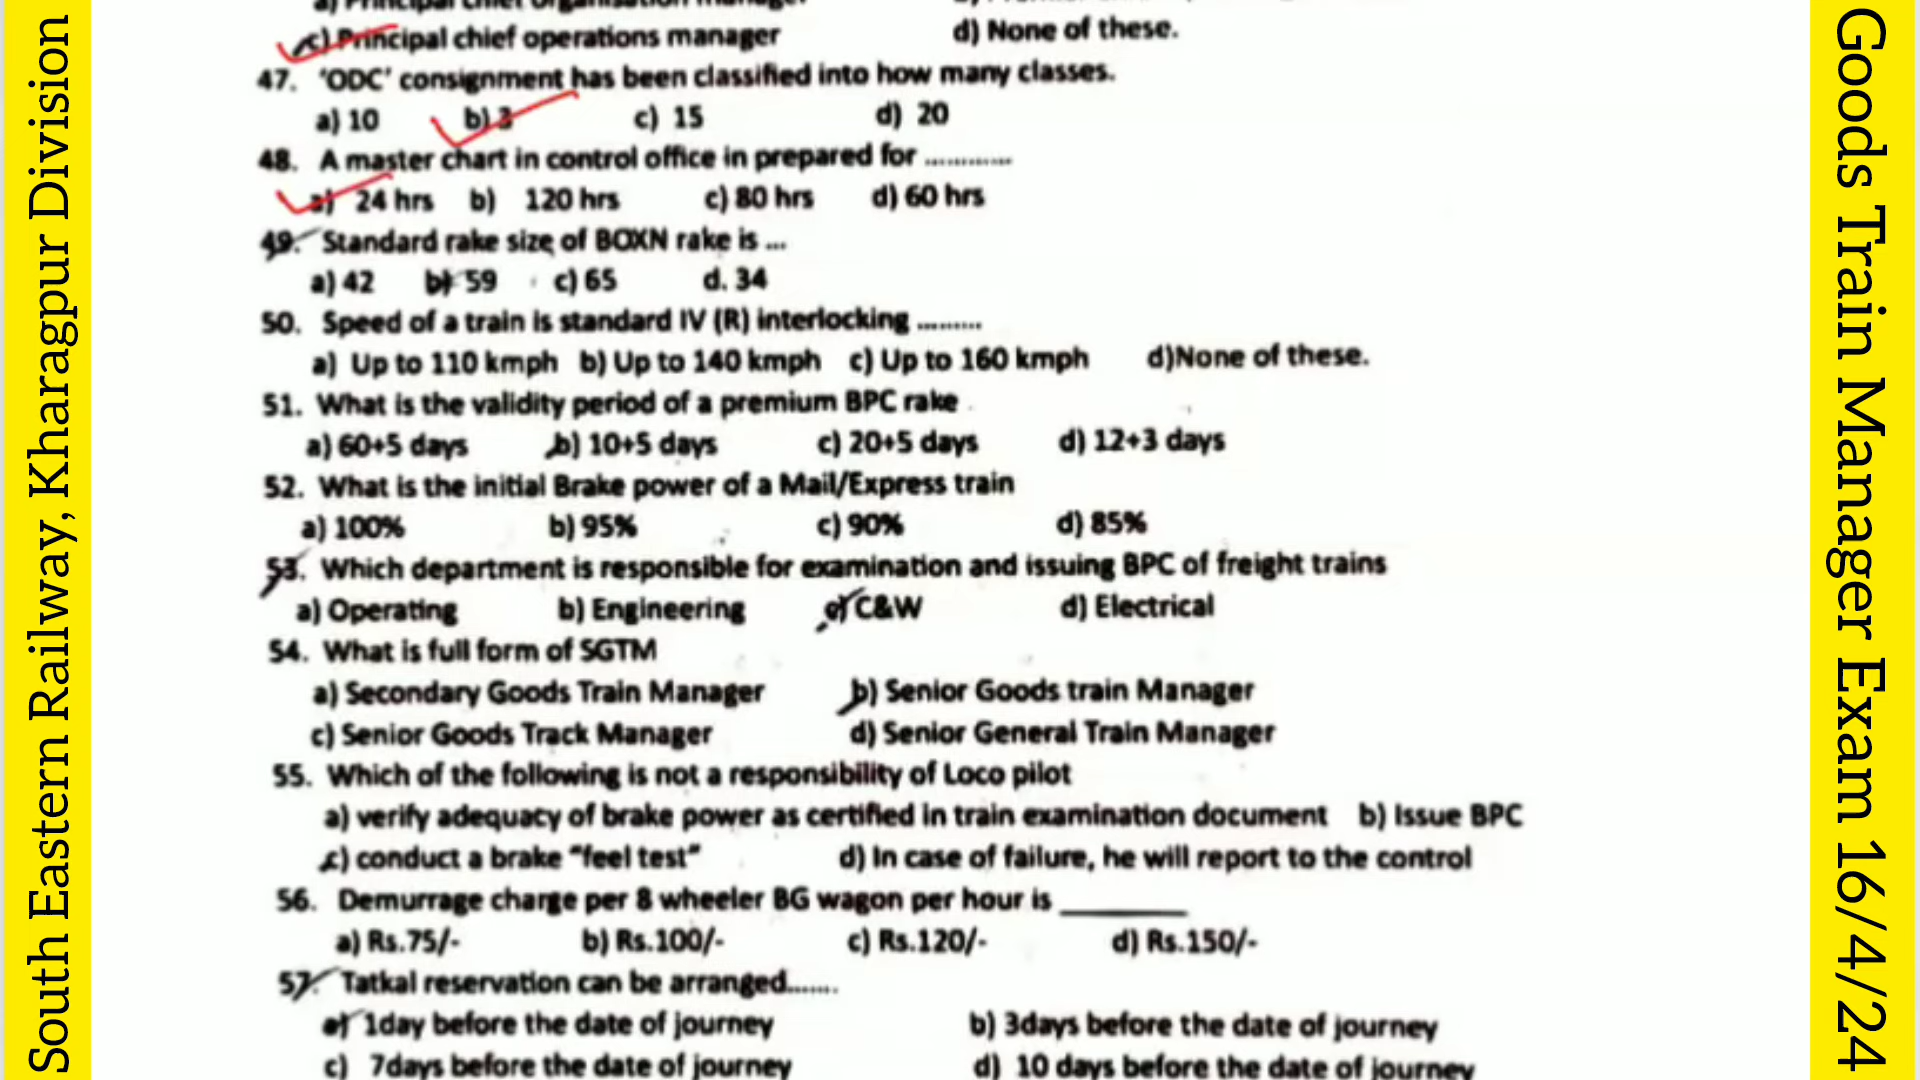 South Eastern Railway, Kharagpur Division
c) Principal chief operations manager d) None of these.
47. 'ODC' consignment has been classified into how many classes.
a) 10 b) 3 c) 15 d) 20
48. A master chart in control office in prepared for ............
a) 24 hrs b) 120 hrs c) 80 hrs d) 60 hrs
49. Standard rake size of BOXN rake is ...
a) 42 b) 59 c) 65 d. 34
50. Speed of a train is standard IV (R) interlocking .........
a) Up to 110 kmph b) Up to 140 kmph c) Up to 160 kmph d)None of these.
51. What is the validity period of a premium BPC rake
a) 60+5 days b) 10+5 days c) 20+5 days d) 12+3 days
52. What is the initial Brake power of a Mail/Express train
a) 100% b) 95% c) 90% d) 85%
53. Which department is responsible for examination and issuing BPC of freight trains
a) Operating b) Engineering c) C&W d) Electrical
54. What is full form of SGTM
a) Secondary Goods Train Manager b) Senior Goods train Manager
c) Senior Goods Track Manager d) Senior General Train Manager
55. Which of the following is not a responsibility of Loco pilot
a) verify adequacy of brake power as certified in train examination document b) Issue BPC
c) conduct a brake "feel test" d) In case of failure, he will report to the control
56. Demurrage charge per 8 wheeler BG wagon per hour is __________
a) Rs.75/- b) Rs.100/- c) Rs.120/- d) Rs.150/-
57. Tatkal reservation can be arranged.......
a) 1day before the date of journey b) 3days before the date of journey
c) 7days before the date of journey d) 10 days before the date of journey
Goods Train Manager Exam 16/4/24